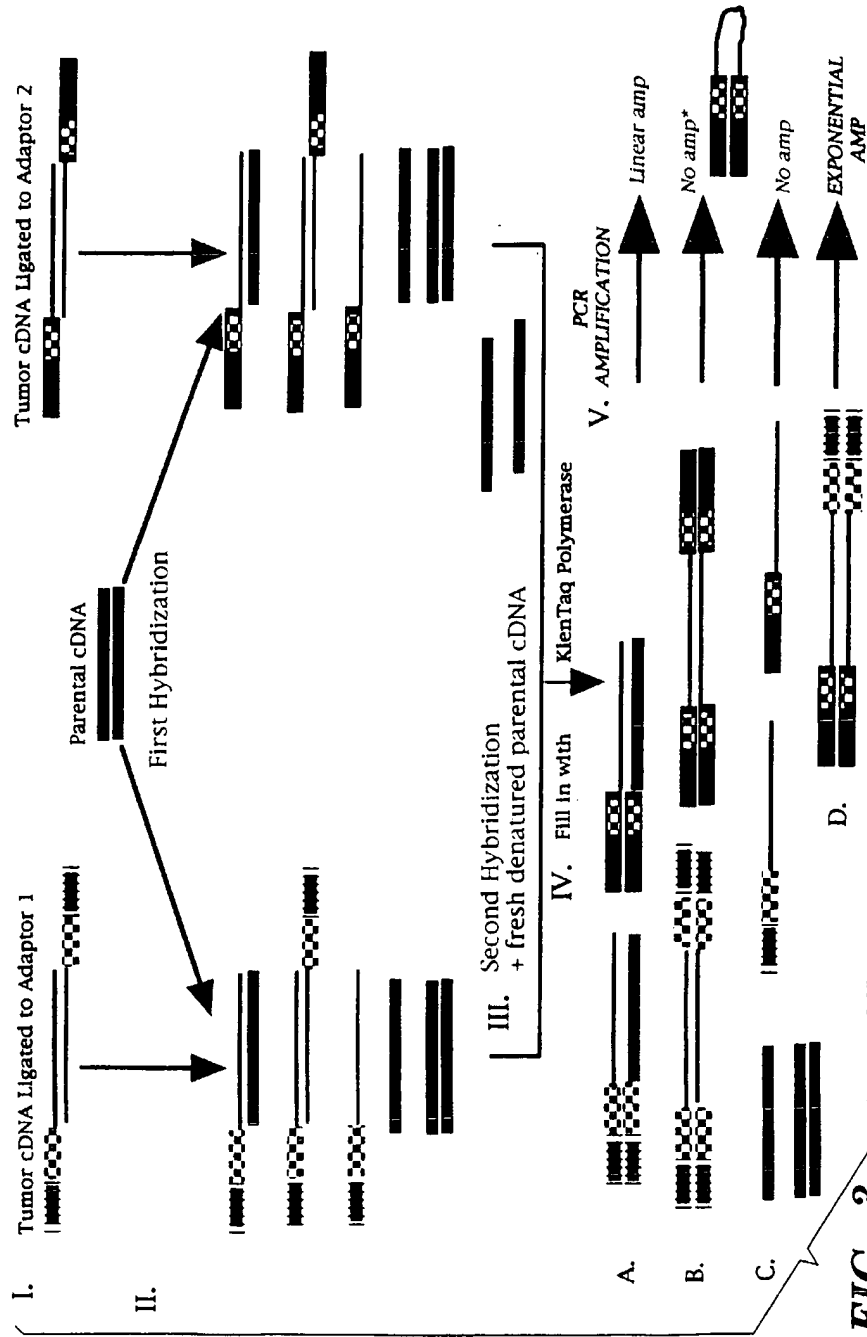 I.
Tumor cDNA Ligated to Adaptor 1
Tumor cDNA Ligated to Adaptor 2
Parental cDNA
II.
First Hybridization
III. Second Hybridization
+ fresh denatured parental cDNA
IV. Fill in with KlenTaq Polymerase
V. PCR
AMPLIFICATION
A.
Linear amp
B.
No amp*
C.
No amp
D.
EXPONENTIAL
AMP